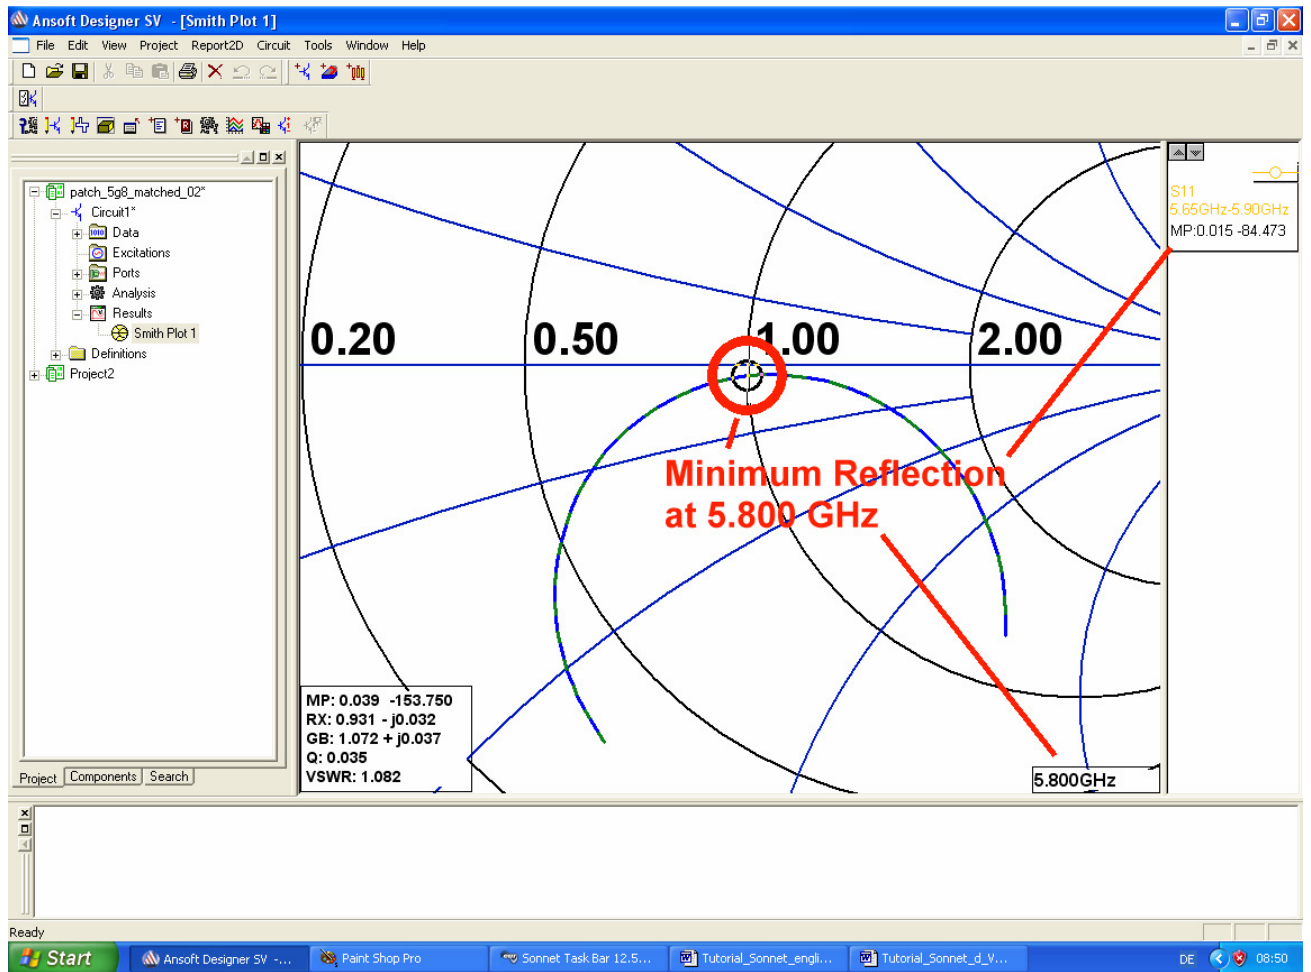 Ansoft Designer SV - [Smith Plot 1]
File Edit View Project Report2D Circuit Tools Window Help
patch_5g8_matched_02*
Circuit1*
Data
Excitations
Ports
Analysis
Results
Smith Plot 1
Definitions
Project2
Project Components Search
0.20 0.50 1.00 2.00
S11
5.65GHz-5.90GHz
MP:0.015 -84.473
Minimum Reflection
at 5.800 GHz
MP: 0.039 -153.750
RX: 0.931 - j0.032
GB: 1.072 + j0.037
Q: 0.035
VSWR: 1.082
5.800GHz
Ready
Start Ansoft Designer SV -... Paint Shop Pro Sonnet Task Bar 12.5... Tutorial_Sonnet_engli... Tutorial_Sonnet_d_V... DE 08:50